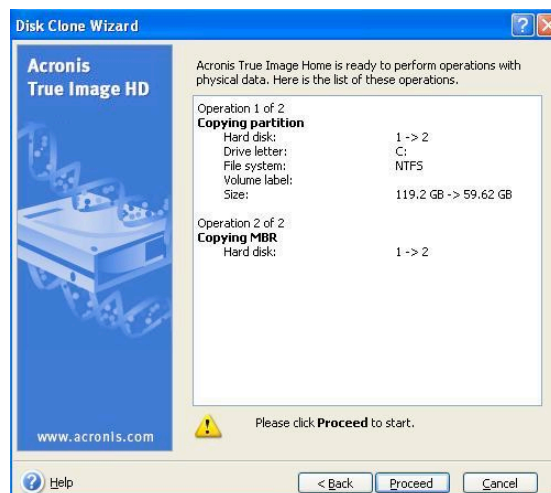 Disk Clone Wizard
Acronis
True Image HD
Acronis True Image Home is ready to perform operations with
physical data. Here is the list of these operations.
Operation 1 of 2
Copying partition
Hard disk: 1 -> 2
Drive letter: C:
File system: NTFS
Volume label:
Size: 119.2 GB -> 59.62 GB
Operation 2 of 2
Copying MBR
Hard disk: 1 -> 2
Please click Proceed to start.
www.acronis.com
Help
< Back
Proceed
Cancel